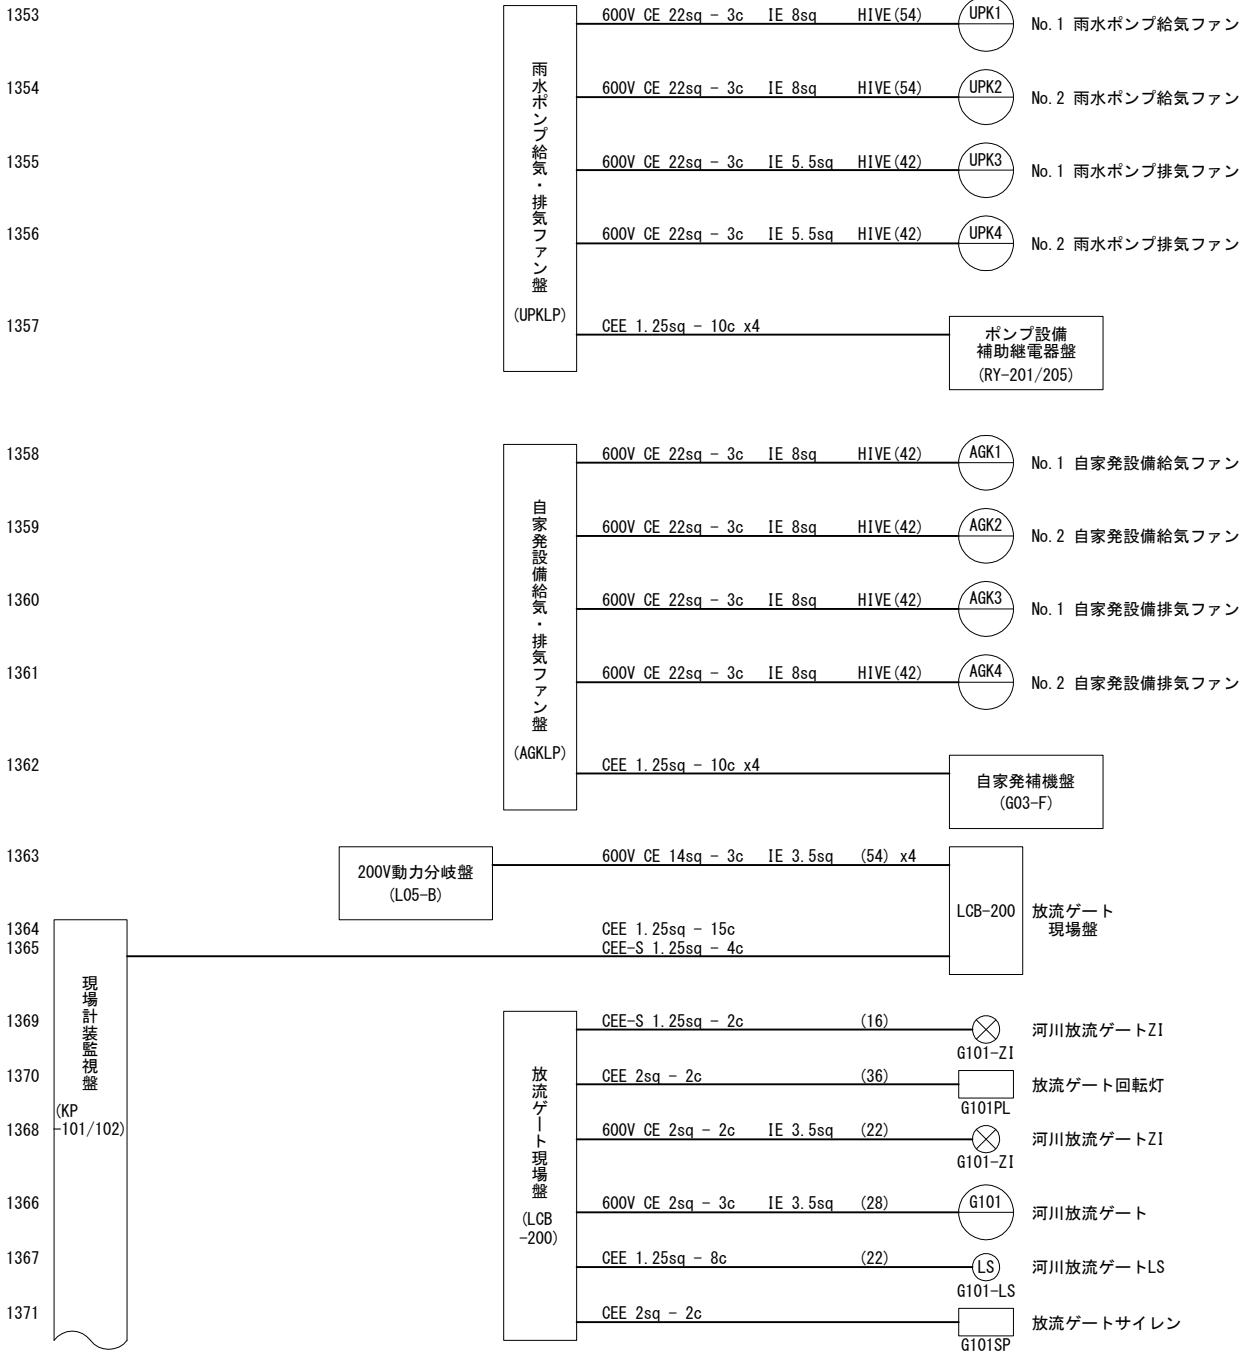 1353
600V CE 22sq - 3c IE 8sq HIVE(54)
UPK1
No.1 雨水ポンプ給気ファン
1354
600V CE 22sq - 3c IE 8sq HIVE(54)
UPK2
No.2 雨水ポンプ給気ファン
1355
600V CE 22sq - 3c IE 5.5sq HIVE(42)
UPK3
No.1 雨水ポンプ排気ファン
1356
600V CE 22sq - 3c IE 5.5sq HIVE(42)
UPK4
No.2 雨水ポンプ排気ファン
雨水ポンプ給気・排気ファン盤
(UPKLP)
1357
CEE 1.25sq - 10c x4
ポンプ設備
補助継電器盤
(RY-201/205)
1358
600V CE 22sq - 3c IE 8sq HIVE(42)
AGK1
No.1 自家発設備給気ファン
1359
600V CE 22sq - 3c IE 8sq HIVE(42)
AGK2
No.2 自家発設備給気ファン
1360
600V CE 22sq - 3c IE 8sq HIVE(42)
AGK3
No.1 自家発設備排気ファン
1361
600V CE 22sq - 3c IE 8sq HIVE(42)
AGK4
No.2 自家発設備排気ファン
自家発設備給気・排気ファン盤
(AGKLP)
1362
CEE 1.25sq - 10c x4
自家発補機盤
(G03-F)
1363
200V動力分岐盤
(L05-B)
600V CE 14sq - 3c IE 3.5sq (54) x4
LCB-200
放流ゲート
現場盤
1364
CEE 1.25sq - 15c
1365
CEE-S 1.25sq - 4c
現場計装監視盤
(KP
-101/102)
放流ゲート現場盤
(LCB
-200)
1369
CEE-S 1.25sq - 2c (16)
G101-ZI
河川放流ゲートZI
1370
CEE 2sq - 2c (36)
G101PL
放流ゲート回転灯
1368
600V CE 2sq - 2c IE 3.5sq (22)
G101-ZI
河川放流ゲートZI
1366
600V CE 2sq - 3c IE 3.5sq (28)
G101
河川放流ゲート
1367
CEE 1.25sq - 8c (22)
LS
G101-LS
河川放流ゲートLS
1371
CEE 2sq - 2c
G101SP
放流ゲートサイレン